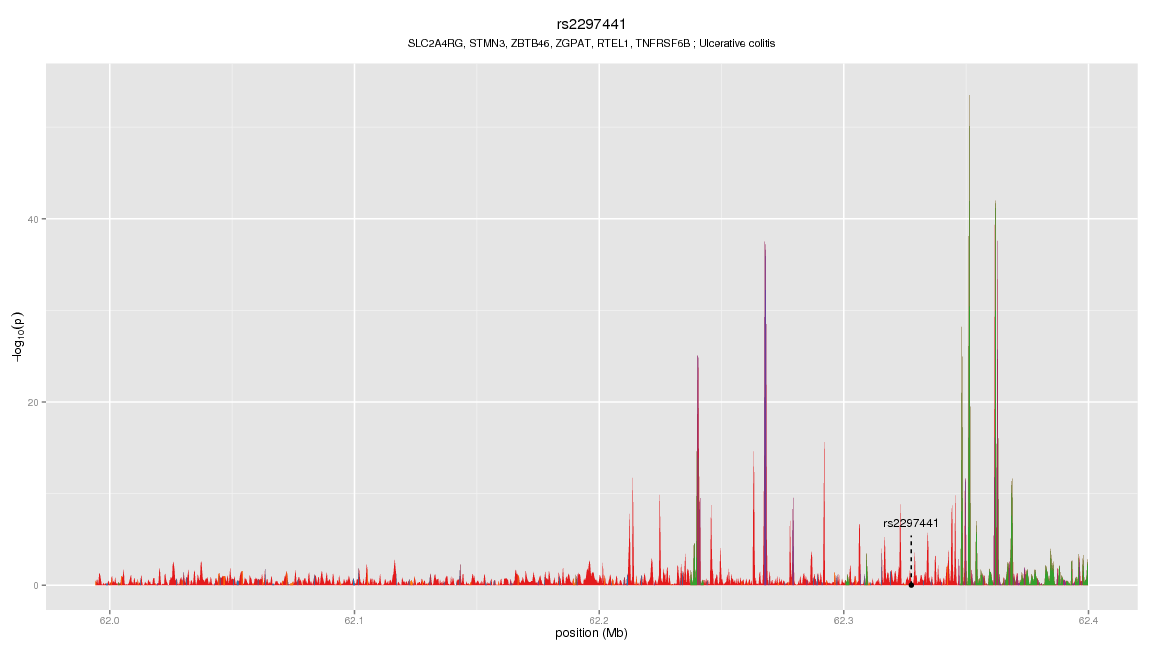 rs2297441
SLC2A4RG, STMN3, ZBTB46, ZGPAT, RTEL1, TNFRSF6B ; Ulcerative colitis
−log10(p)
40
20
0
rs2297441
62.0 62.1 62.2 62.3 62.4
position (Mb)